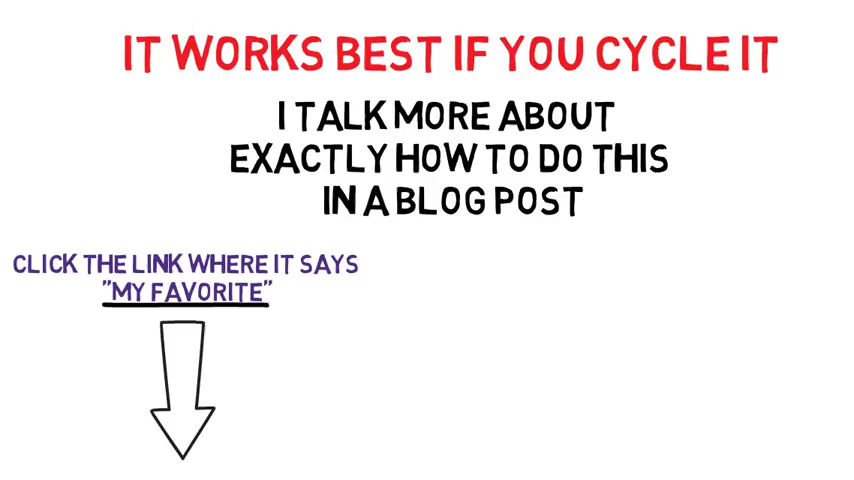 IT WORKS BEST IF YOU CYCLE IT
I TALK MORE ABOUT
EXACTLY HOW TO DO THIS
IN A BLOG POST
CLICK THE LINK WHERE IT SAYS
"MY FAVORITE"